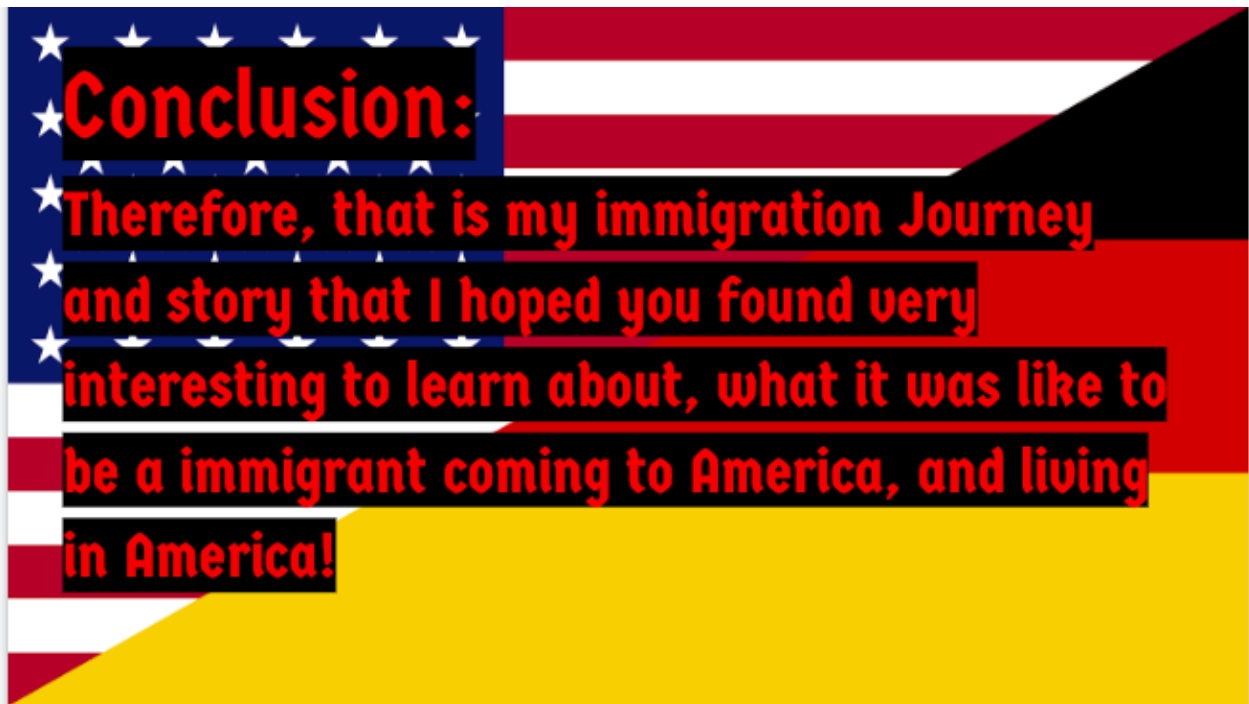 Conclusion:
Therefore, that is my immigration Journey
and story that I hoped you found very
interesting to learn about, what it was like to
be a immigrant coming to America, and living
in America!